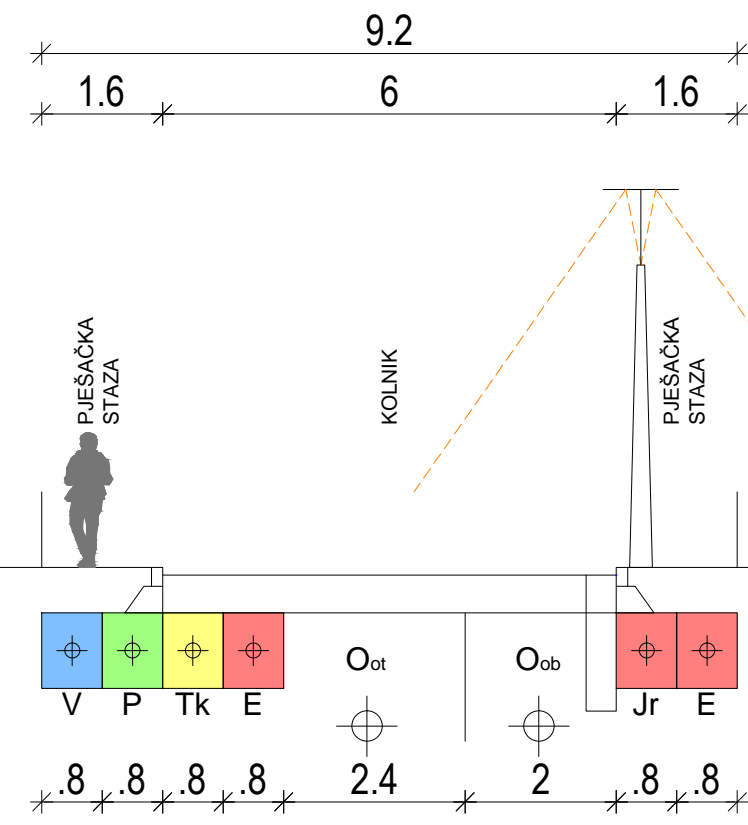 9.2
1.6 6 1.6
PJEŠAČKA
STAZA
KOLNIK
PJEŠAČKA
STAZA
Oot Oob
V P Tk E Jr E
.8 .8 .8 .8 2.4 2 .8 .8